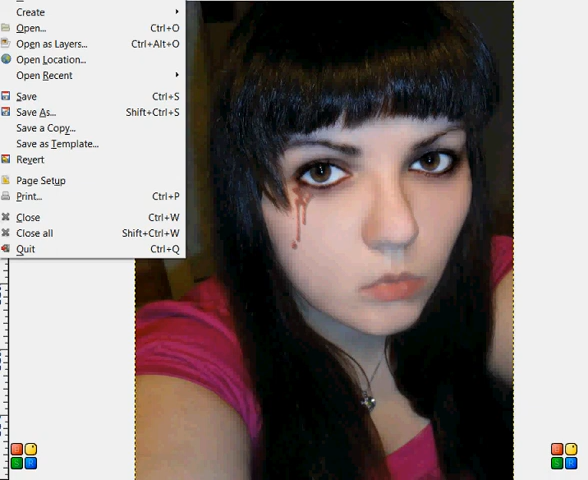 Create
Open... Ctrl+O
Open as Layers... Ctrl+Alt+O
Open Location...
Open Recent
Save Ctrl+S
Save As... Shift+Ctrl+S
Save a Copy...
Save as Template...
Revert
Page Setup
Print... Ctrl+P
Close Ctrl+W
Close all Shift+Ctrl+W
Quit Ctrl+Q